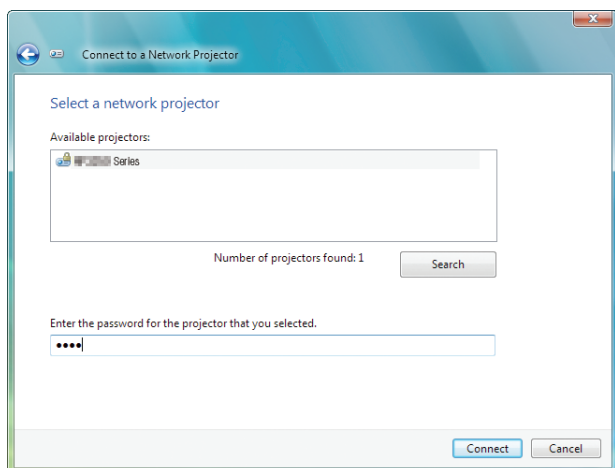 Connect to a Network Projector
Select a network projector
Available projectors:
Series
Number of projectors found: 1
Search
Enter the password for the projector that you selected.
••••
Connect
Cancel